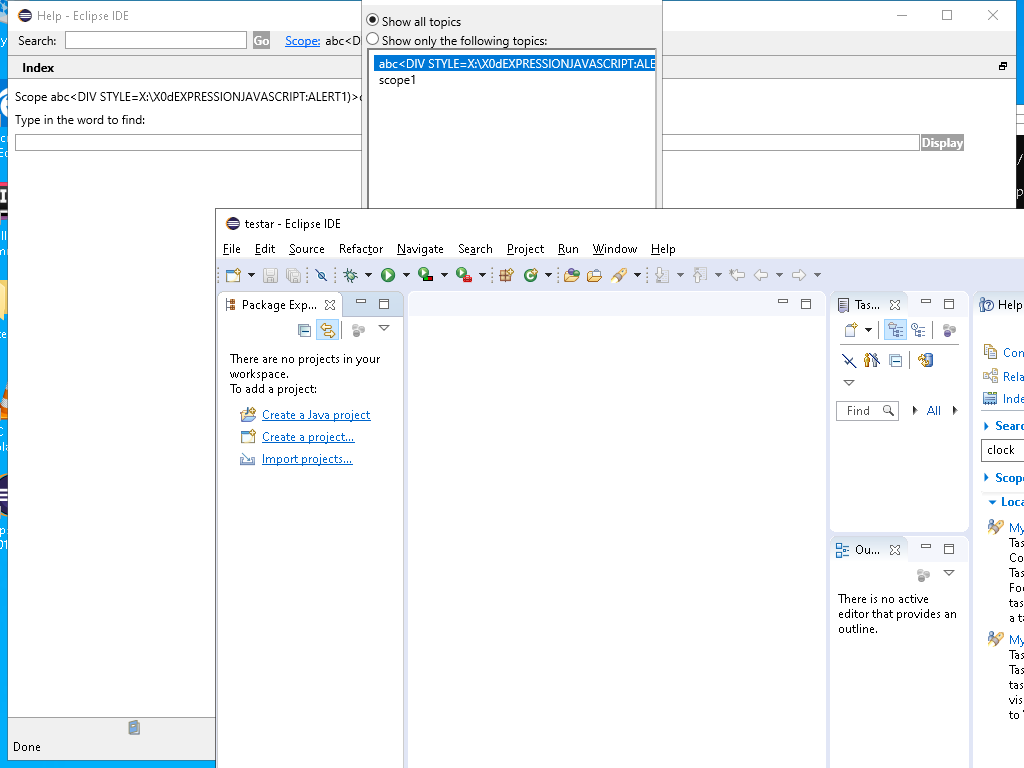 Help - Eclipse IDE
Search:
Go
Scope: abc<D
Index
Scope abc<DIV STYLE=X:\X0dEXPRESSIONJAVASCRIPT:ALERT1)>
Type in the word to find:
Display
Done
Show all topics
Show only the following topics:
abc<DIV STYLE=X:\X0dEXPRESSIONJAVASCRIPT:ALE
scope1
testar - Eclipse IDE
File Edit Source Refactor Navigate Search Project Run Window Help
Package Exp...
There are no projects in your
workspace.
To add a project:
Create a Java project
Create a project...
Import projects...
Tas...
Find
All
Ou...
There is no active
editor that provides an
outline.
Help
Con
Rela
Inde
Searc
clock
Scope
Loca
My
Tas
Co
Tas
Foc
tas
a ta
My
Tas
Tas
tas
vis
to '